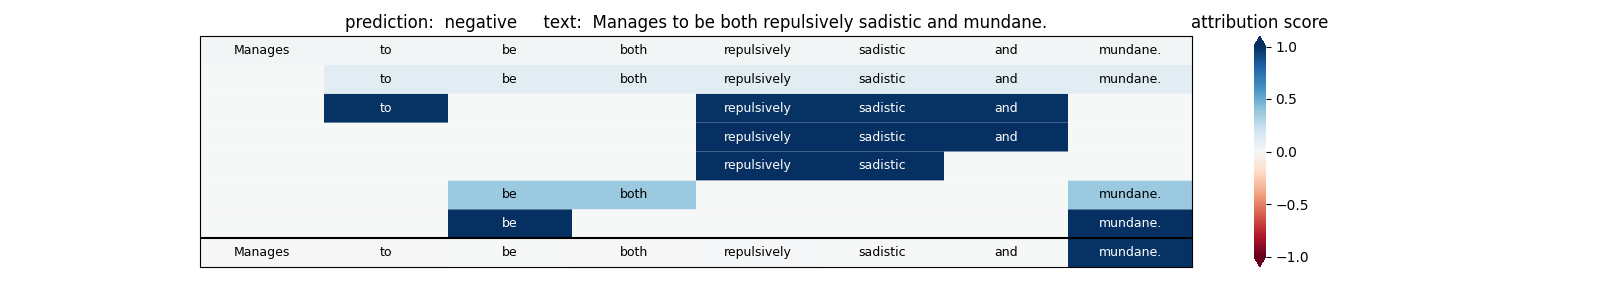 prediction:  negative     text:  Manages to be both repulsively sadistic and mundane.     attribution score
Manages to be both repulsively sadistic and mundane.
to be both repulsively sadistic and mundane.
to repulsively sadistic and
repulsively sadistic and
repulsively sadistic
be both mundane.
be mundane.
Manages to be both repulsively sadistic and mundane.
1.0
0.5
0.0
−0.5
−1.0